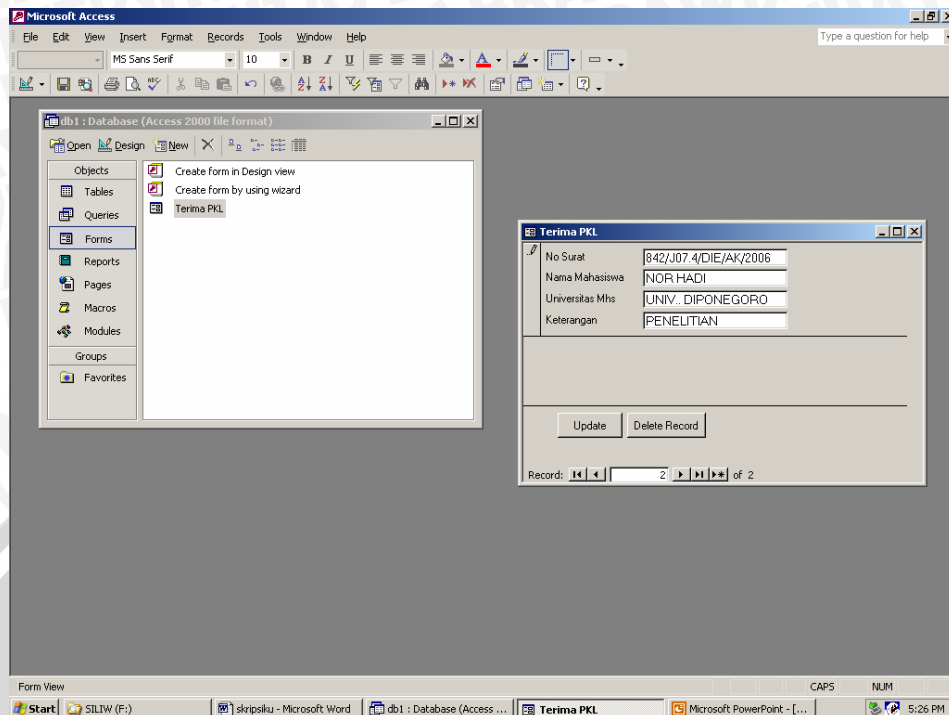 Microsoft Access
File Edit View Insert Format Records Tools Window Help
Type a question for help
MS Sans Serif 10 B I U
db1 : Database (Access 2000 file format)
Open Design New
Objects
Tables
Queries
Forms
Reports
Pages
Macros
Modules
Groups
Favorites
Create form in Design view
Create form by using wizard
Terima PKL
Terima PKL
No Surat 842/J07.4/DIE/AK/2006
Nama Mahasiswa NOR HADI
Universitas Mhs UNIV.. DIPONEGORO
Keterangan PENELITIAN
Update Delete Record
Record: 2 of 2
Form View CAPS NUM
Start SILIW (F:) skripsiku - Microsoft Word db1 : Database (Access ... Terima PKL Microsoft PowerPoint - [... 5:26 PM